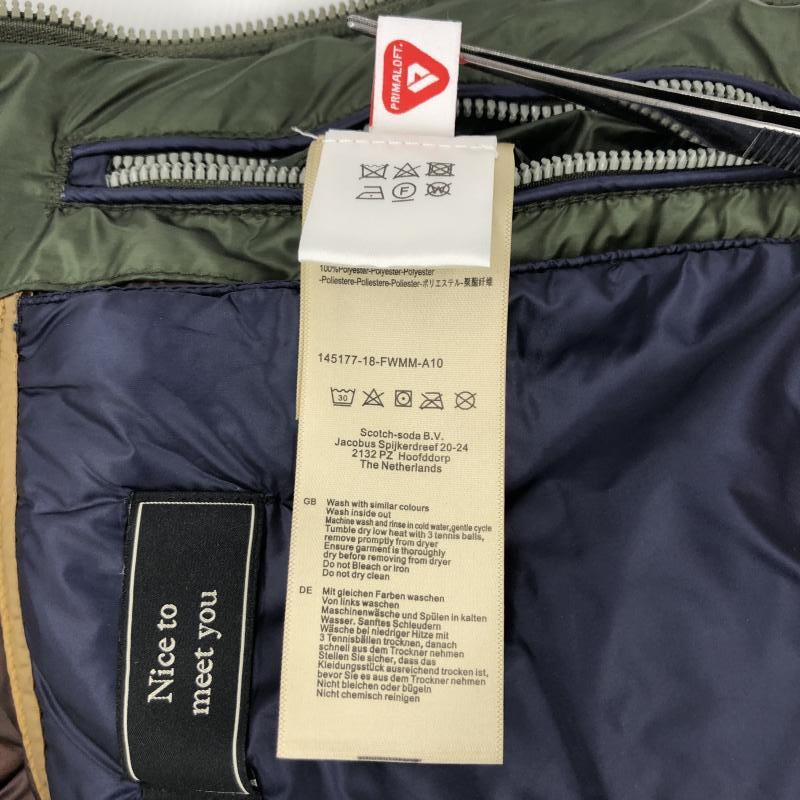 PRIMALOFT.
F
W
100%Polyester-Polyester-Polyester
-Poliestere-Poliestere-Poliester-ポリエステル-聚酯纤维
145177-18-FWMM-A10
30
Scotch-soda B.V.
Jacobus Spijkerdreef 20-24
2132 PZ Hoofddorp
The Netherlands
GB Wash with similar colours
Wash inside out
Machine wash and rinse in cold water,gentle cycle
Tumble dry low heat with 3 tennis balls,
remove promptly from dryer
Ensure garment is thoroughly
dry before removing from dryer
Do not Bleach or Iron
Do not dry clean
DE Mit gleichen Farben waschen
Von links waschen
Maschinenwäsche und Spülen in kalten
Wasser. Sanftes Schleudern
Wäsche bei niedriger Hitze mit
3 Tennisbällen trocknen, danach
schnell aus dem Trockner nehmen
Stellen Sie sicher, dass das
Kleidungsstück ausreichend trocken ist,
bevor Sie es aus dem Trockner nehmen
Nicht bleichen oder bügeln
Nicht chemisch reinigen
Nice to
meet you